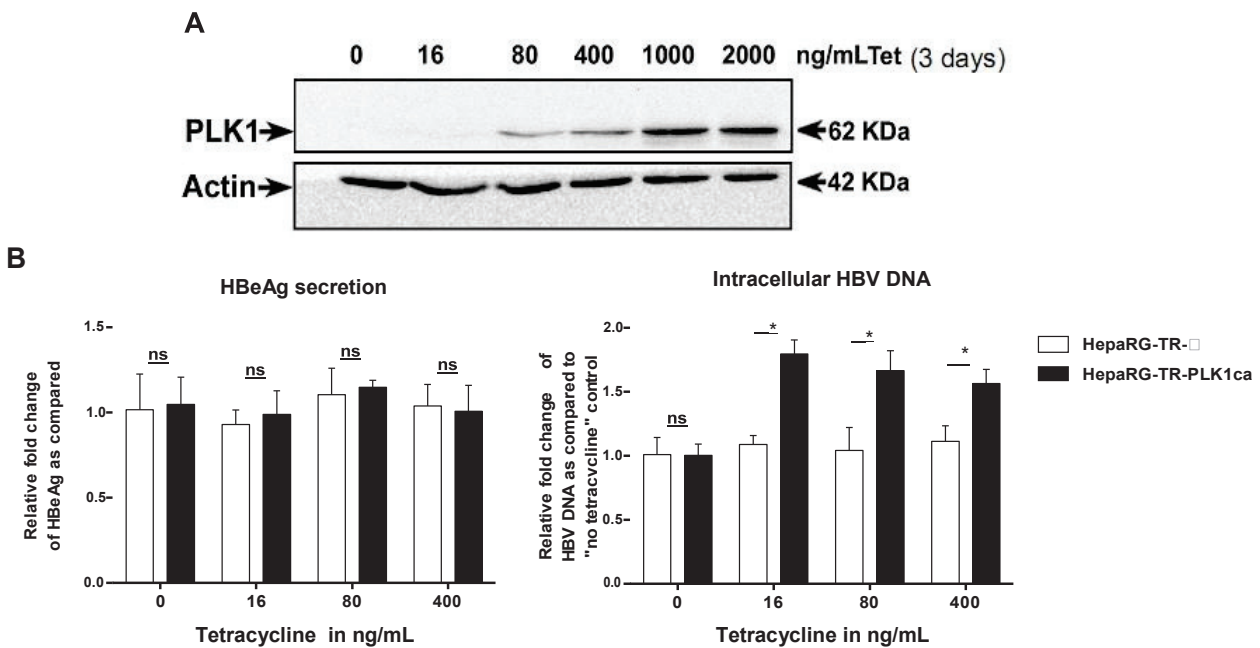 A
0 16 80 400 1000 2000 ng/mLTet (3 days)
PLK1 62 KDa
Actin 42 KDa
B
HBeAg secretion
Relative fold change
of HBeAg as compared
1.5
1.0
0.5
0.0
ns ns ns ns
0 16 80 400
Tetracycline in ng/mL
Intracellular HBV DNA
Relative fold change of
HBV DNA as compared to
"no tetracycline" control
2.0
1.5
1.0
0.5
0.0
ns * * *
0 16 80 400
Tetracycline in ng/mL
HepaRG-TR-□
HepaRG-TR-PLK1ca